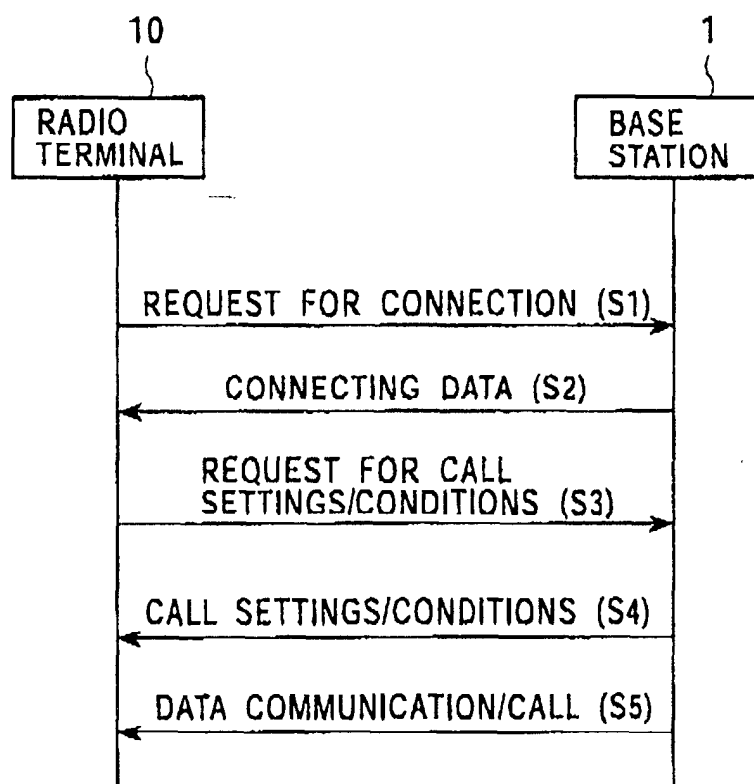 10
1
RADIO
TERMINAL
BASE
STATION
REQUEST FOR CONNECTION (S1)
CONNECTING DATA (S2)
REQUEST FOR CALL
SETTINGS/CONDITIONS (S3)
CALL SETTINGS/CONDITIONS (S4)
DATA COMMUNICATION/CALL (S5)